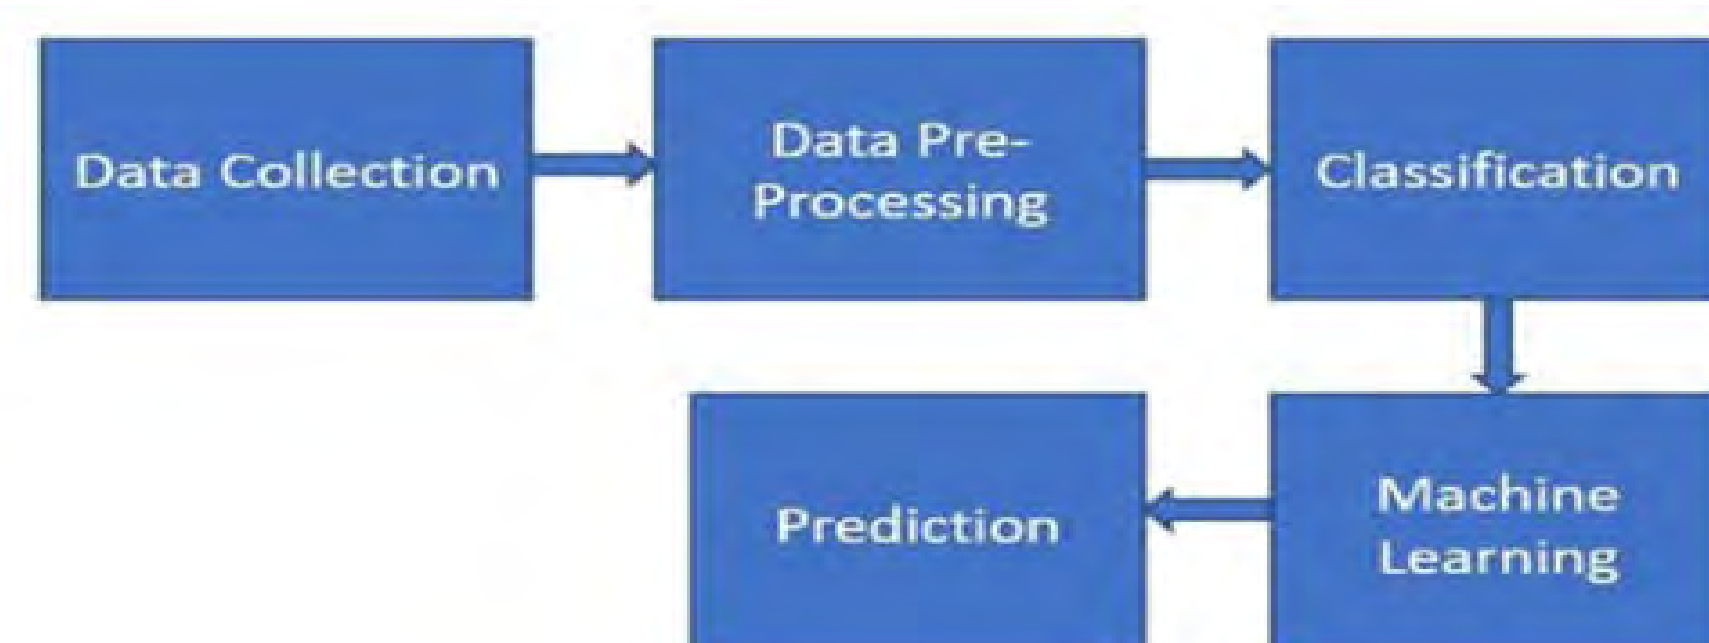 Data Collection
Data Pre-
Processing
Classification
Machine
Learning
Prediction